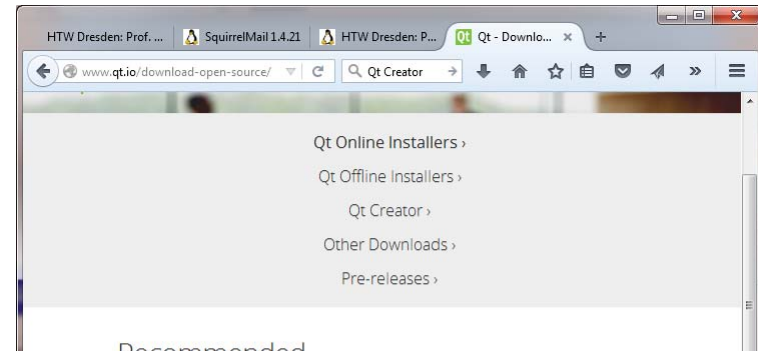 HTW Dresden: Prof. ... SquirrelMail 1.4.21 HTW Dresden: P... Qt - Downlo... × +
www.qt.io/download-open-source/ Qt Creator
Qt Online Installers ›
Qt Offline Installers ›
Qt Creator ›
Other Downloads ›
Pre-releases ›
Recommended